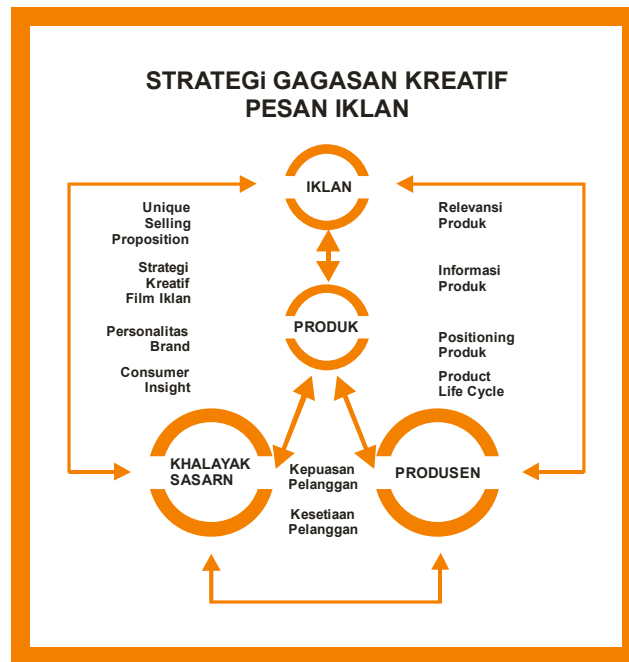 STRATEGi GAGASAN KREATIF
PESAN IKLAN
IKLAN
Unique
Selling
Proposition
Strategi
Kreatif
Film Iklan
Personalitas
Brand
Consumer
Insight
Relevansi
Produk
Informasi
Produk
Positioning
Produk
Product
Life Cycle
PRODUK
KHALAYAK
SASARN
Kepuasan
Pelanggan
Kesetiaan
Pelanggan
PRODUSEN